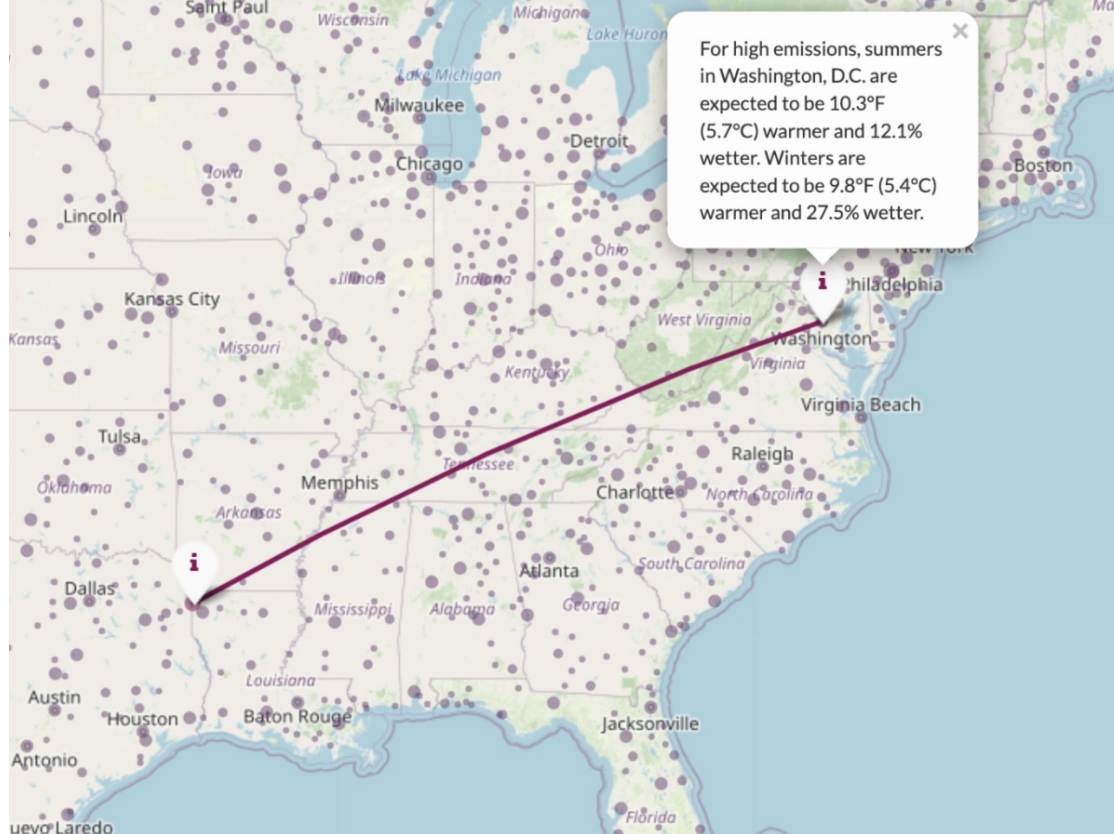 Saint Paul
Wisconsin
Michigan
Lake Huron
Lake Michigan
Milwaukee
Detroit
Chicago
Iowa
Boston
Lincoln
For high emissions, summers
in Washington, D.C. are
expected to be 10.3°F
(5.7°C) warmer and 12.1%
wetter. Winters are
expected to be 9.8°F (5.4°C)
warmer and 27.5% wetter.
×
New York
Ohio
Illinois
Indiana
i
Philadelphia
Kansas City
West Virginia
Kansas
Missouri
Washington
Virginia
Kentucky
Virginia Beach
Tulsa
Raleigh
Tennessee
Memphis
Oklahoma
Charlotte
North Carolina
Arkansas
i
Atlanta
South Carolina
Dallas
Mississippi
Alabama
Georgia
Louisiana
Austin
Houston
Baton Rouge
Jacksonville
Antonio
Florida
uevo Laredo